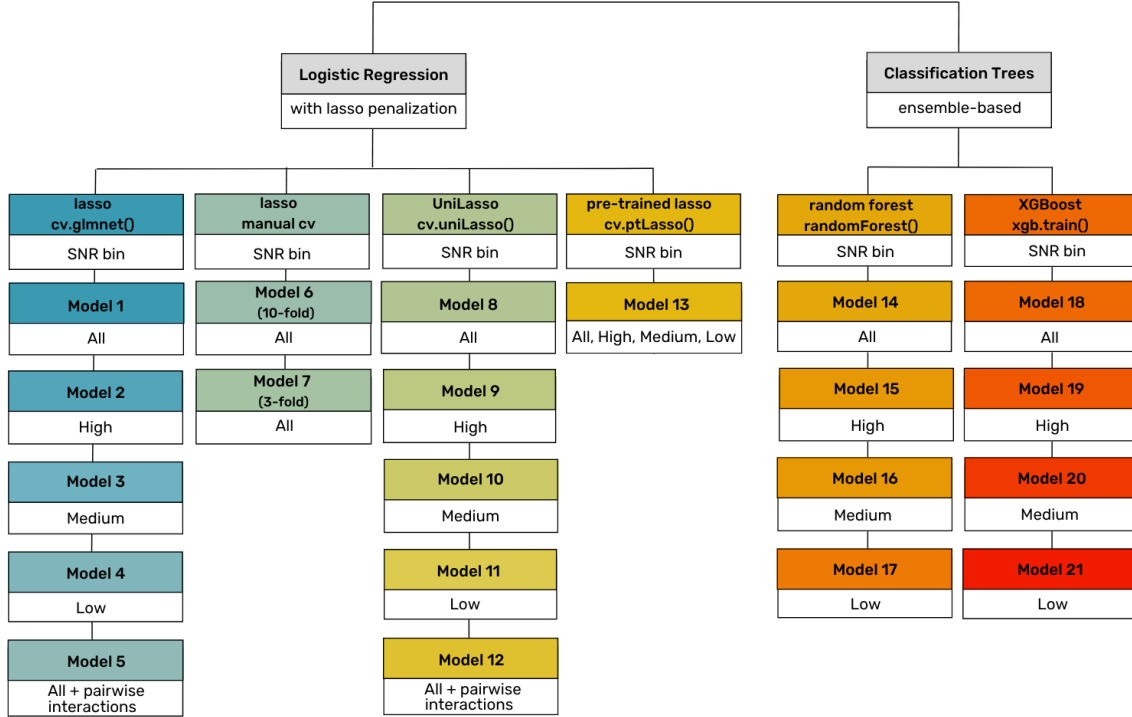 Logistic Regression
with lasso penalization
Classification Trees
ensemble-based
lasso
cv.glmnet()
SNR bin
Model 1
All
Model 2
High
Model 3
Medium
Model 4
Low
Model 5
All + pairwise
interactions
lasso
manual cv
SNR bin
Model 6
(10-fold)
All
Model 7
(3-fold)
All
UniLasso
cv.uniLasso()
SNR bin
Model 8
All
Model 9
High
Model 10
Medium
Model 11
Low
Model 12
All + pairwise
interactions
pre-trained lasso
cv.ptLasso()
SNR bin
Model 13
All, High, Medium, Low
random forest
randomForest()
SNR bin
Model 14
All
Model 15
High
Model 16
Medium
Model 17
Low
XGBoost
xgb.train()
SNR bin
Model 18
All
Model 19
High
Model 20
Medium
Model 21
Low